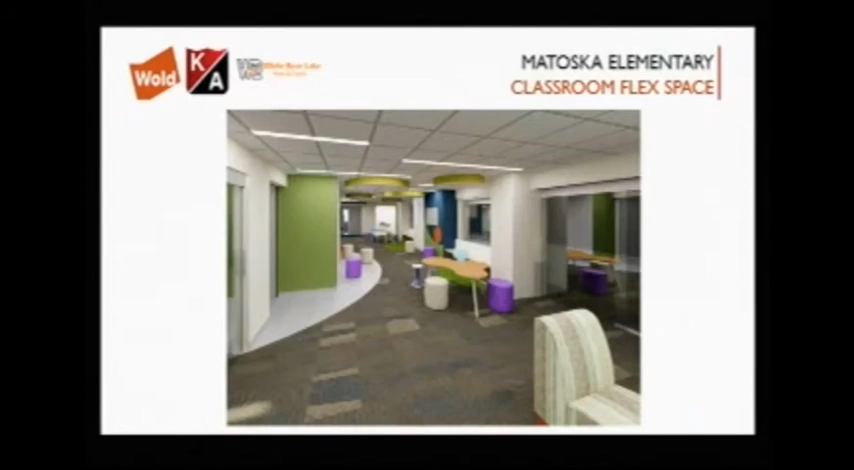 Wold
K
A
MATOSKA ELEMENTARY
CLASSROOM FLEX SPACE